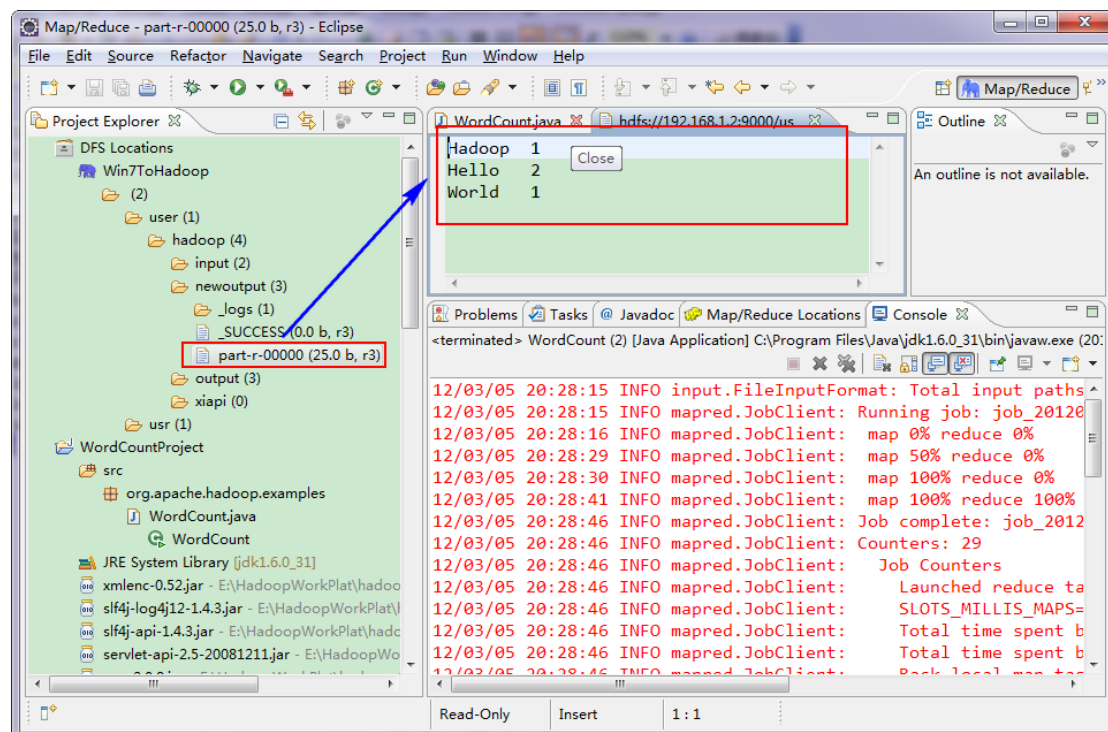 Map/Reduce - part-r-00000 (25.0 b, r3) - Eclipse
File Edit Source Refactor Navigate Search Project Run Window Help
Map/Reduce
Project Explorer
DFS Locations
Win7ToHadoop
(2)
user (1)
hadoop (4)
input (2)
newoutput (3)
_logs (1)
_SUCCESS (0.0 b, r3)
part-r-00000 (25.0 b, r3)
output (3)
xiapi (0)
usr (1)
WordCountProject
src
org.apache.hadoop.examples
WordCount.java
WordCount
JRE System Library [jdk1.6.0_31]
xmlenc-0.52.jar - E:\HadoopWorkPlat\hadoo
slf4j-log4j12-1.4.3.jar - E:\HadoopWorkPlat\
slf4j-api-1.4.3.jar - E:\HadoopWorkPlat\hado
servlet-api-2.5-20081211.jar - E:\HadoopWo
WordCount.java hdfs://192.168.1.2:9000/us
Hadoop 1
Close
Hello 2
World 1
Outline
An outline is not available.
Problems Tasks @ Javadoc Map/Reduce Locations Console
<terminated> WordCount (2) [Java Application] C:\Program Files\Java\jdk1.6.0_31\bin\javaw.exe (20
12/03/05 20:28:15 INFO input.FileInputFormat: Total input paths
12/03/05 20:28:15 INFO mapred.JobClient: Running job: job_20120
12/03/05 20:28:16 INFO mapred.JobClient: map 0% reduce 0%
12/03/05 20:28:29 INFO mapred.JobClient: map 50% reduce 0%
12/03/05 20:28:30 INFO mapred.JobClient: map 100% reduce 0%
12/03/05 20:28:41 INFO mapred.JobClient: map 100% reduce 100%
12/03/05 20:28:46 INFO mapred.JobClient: Job complete: job_2012
12/03/05 20:28:46 INFO mapred.JobClient: Counters: 29
12/03/05 20:28:46 INFO mapred.JobClient: Job Counters
12/03/05 20:28:46 INFO mapred.JobClient: Launched reduce ta
12/03/05 20:28:46 INFO mapred.JobClient: SLOTS_MILLIS_MAPS=
12/03/05 20:28:46 INFO mapred.JobClient: Total time spent b
12/03/05 20:28:46 INFO mapred.JobClient: Total time spent b
Read-Only Insert 1 : 1